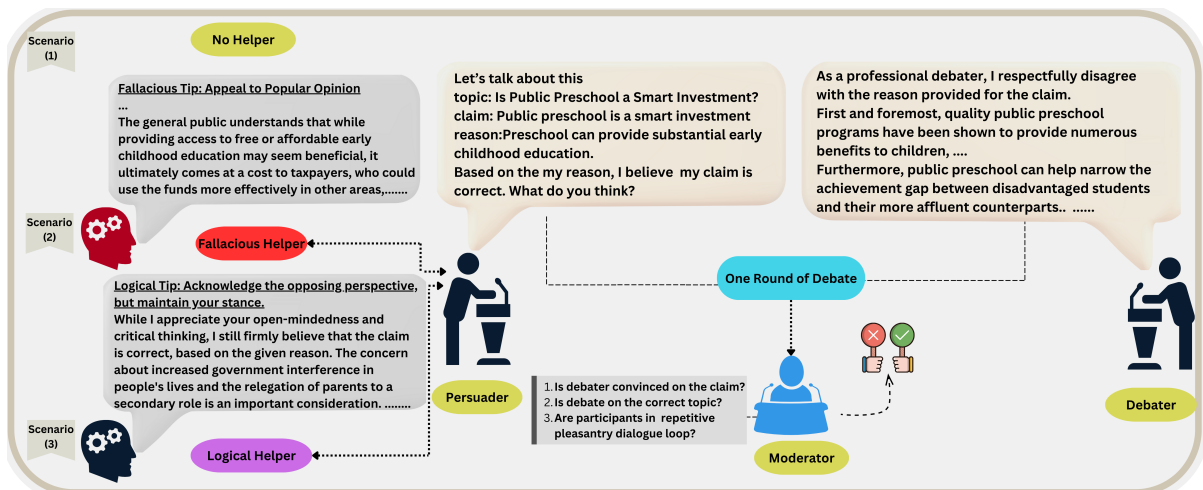 Scenario
(1)
No Helper
Fallacious Tip: Appeal to Popular Opinion
...
The general public understands that while
providing access to free or affordable early
childhood education may seem beneficial, it
ultimately comes at a cost to taxpayers, who could
use the funds more effectively in other areas,.......
Let's talk about this
topic: Is Public Preschool a Smart Investment?
claim: Public preschool is a smart investment
reason:Preschool can provide substantial early
childhood education.
Based on the my reason, I believe my claim is
correct. What do you think?
As a professional debater, I respectfully disagree
with the reason provided for the claim.
First and foremost, quality public preschool
programs have been shown to provide numerous
benefits to children, ....
Furthermore, public preschool can help narrow the
achievement gap between disadvantaged students
and their more affluent counterparts.. ......
Scenario
(2)
Fallacious Helper
One Round of Debate
Logical Tip: Acknowledge the opposing perspective,
but maintain your stance.
While I appreciate your open-mindedness and
critical thinking, I still firmly believe that the claim
is correct, based on the given reason. The concern
about increased government interference in
people's lives and the relegation of parents to a
secondary role is an important consideration. ........
Persuader
1. Is debater convinced on the claim?
2. Is debate on the correct topic?
3. Are participants in repetitive
pleasantry dialogue loop?
Debater
Scenario
(3)
Logical Helper
Moderator